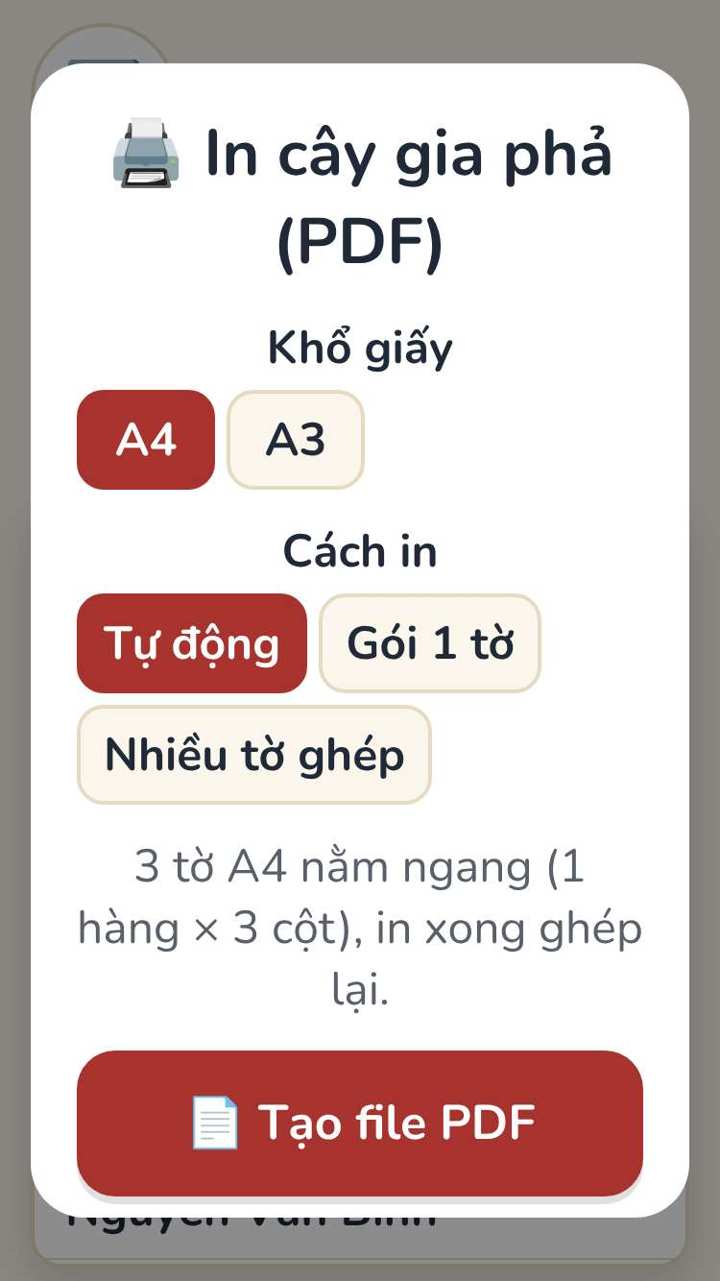 In cây gia phả
(PDF)
Khổ giấy
A4 A3
Cách in
Tự động Gói 1 tờ
Nhiều tờ ghép
3 tờ A4 nằm ngang (1
hàng × 3 cột), in xong ghép
lại.
Tạo file PDF